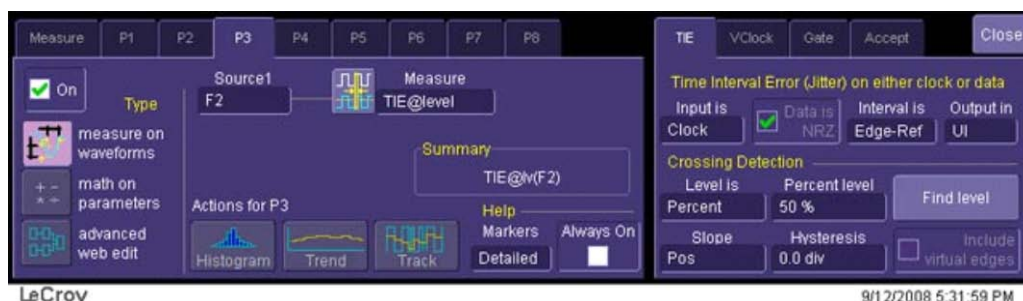 Measure P1 P2 P3 P4 P5 P6 P7 P8
On
Type
measure on
waveforms
math on
parameters
advanced
web edit
Source1
F2
Measure
TIE@level
Summary
TIE@lv(F2)
Actions for P3
Histogram
Trend
Track
Help
Markers
Detailed
Always On
TIE VClock Gate Accept Close
Time Interval Error (Jitter) on either clock or data
Input is
Clock
Data is
NRZ
Interval is
Edge-Ref
Output in
UI
Crossing Detection
Level is
Percent
Percent level
50 %
Find level
Slope
Pos
Hysteresis
0.0 div
Include
virtual edges
LeCroy
9/12/2008 5:31:59 PM